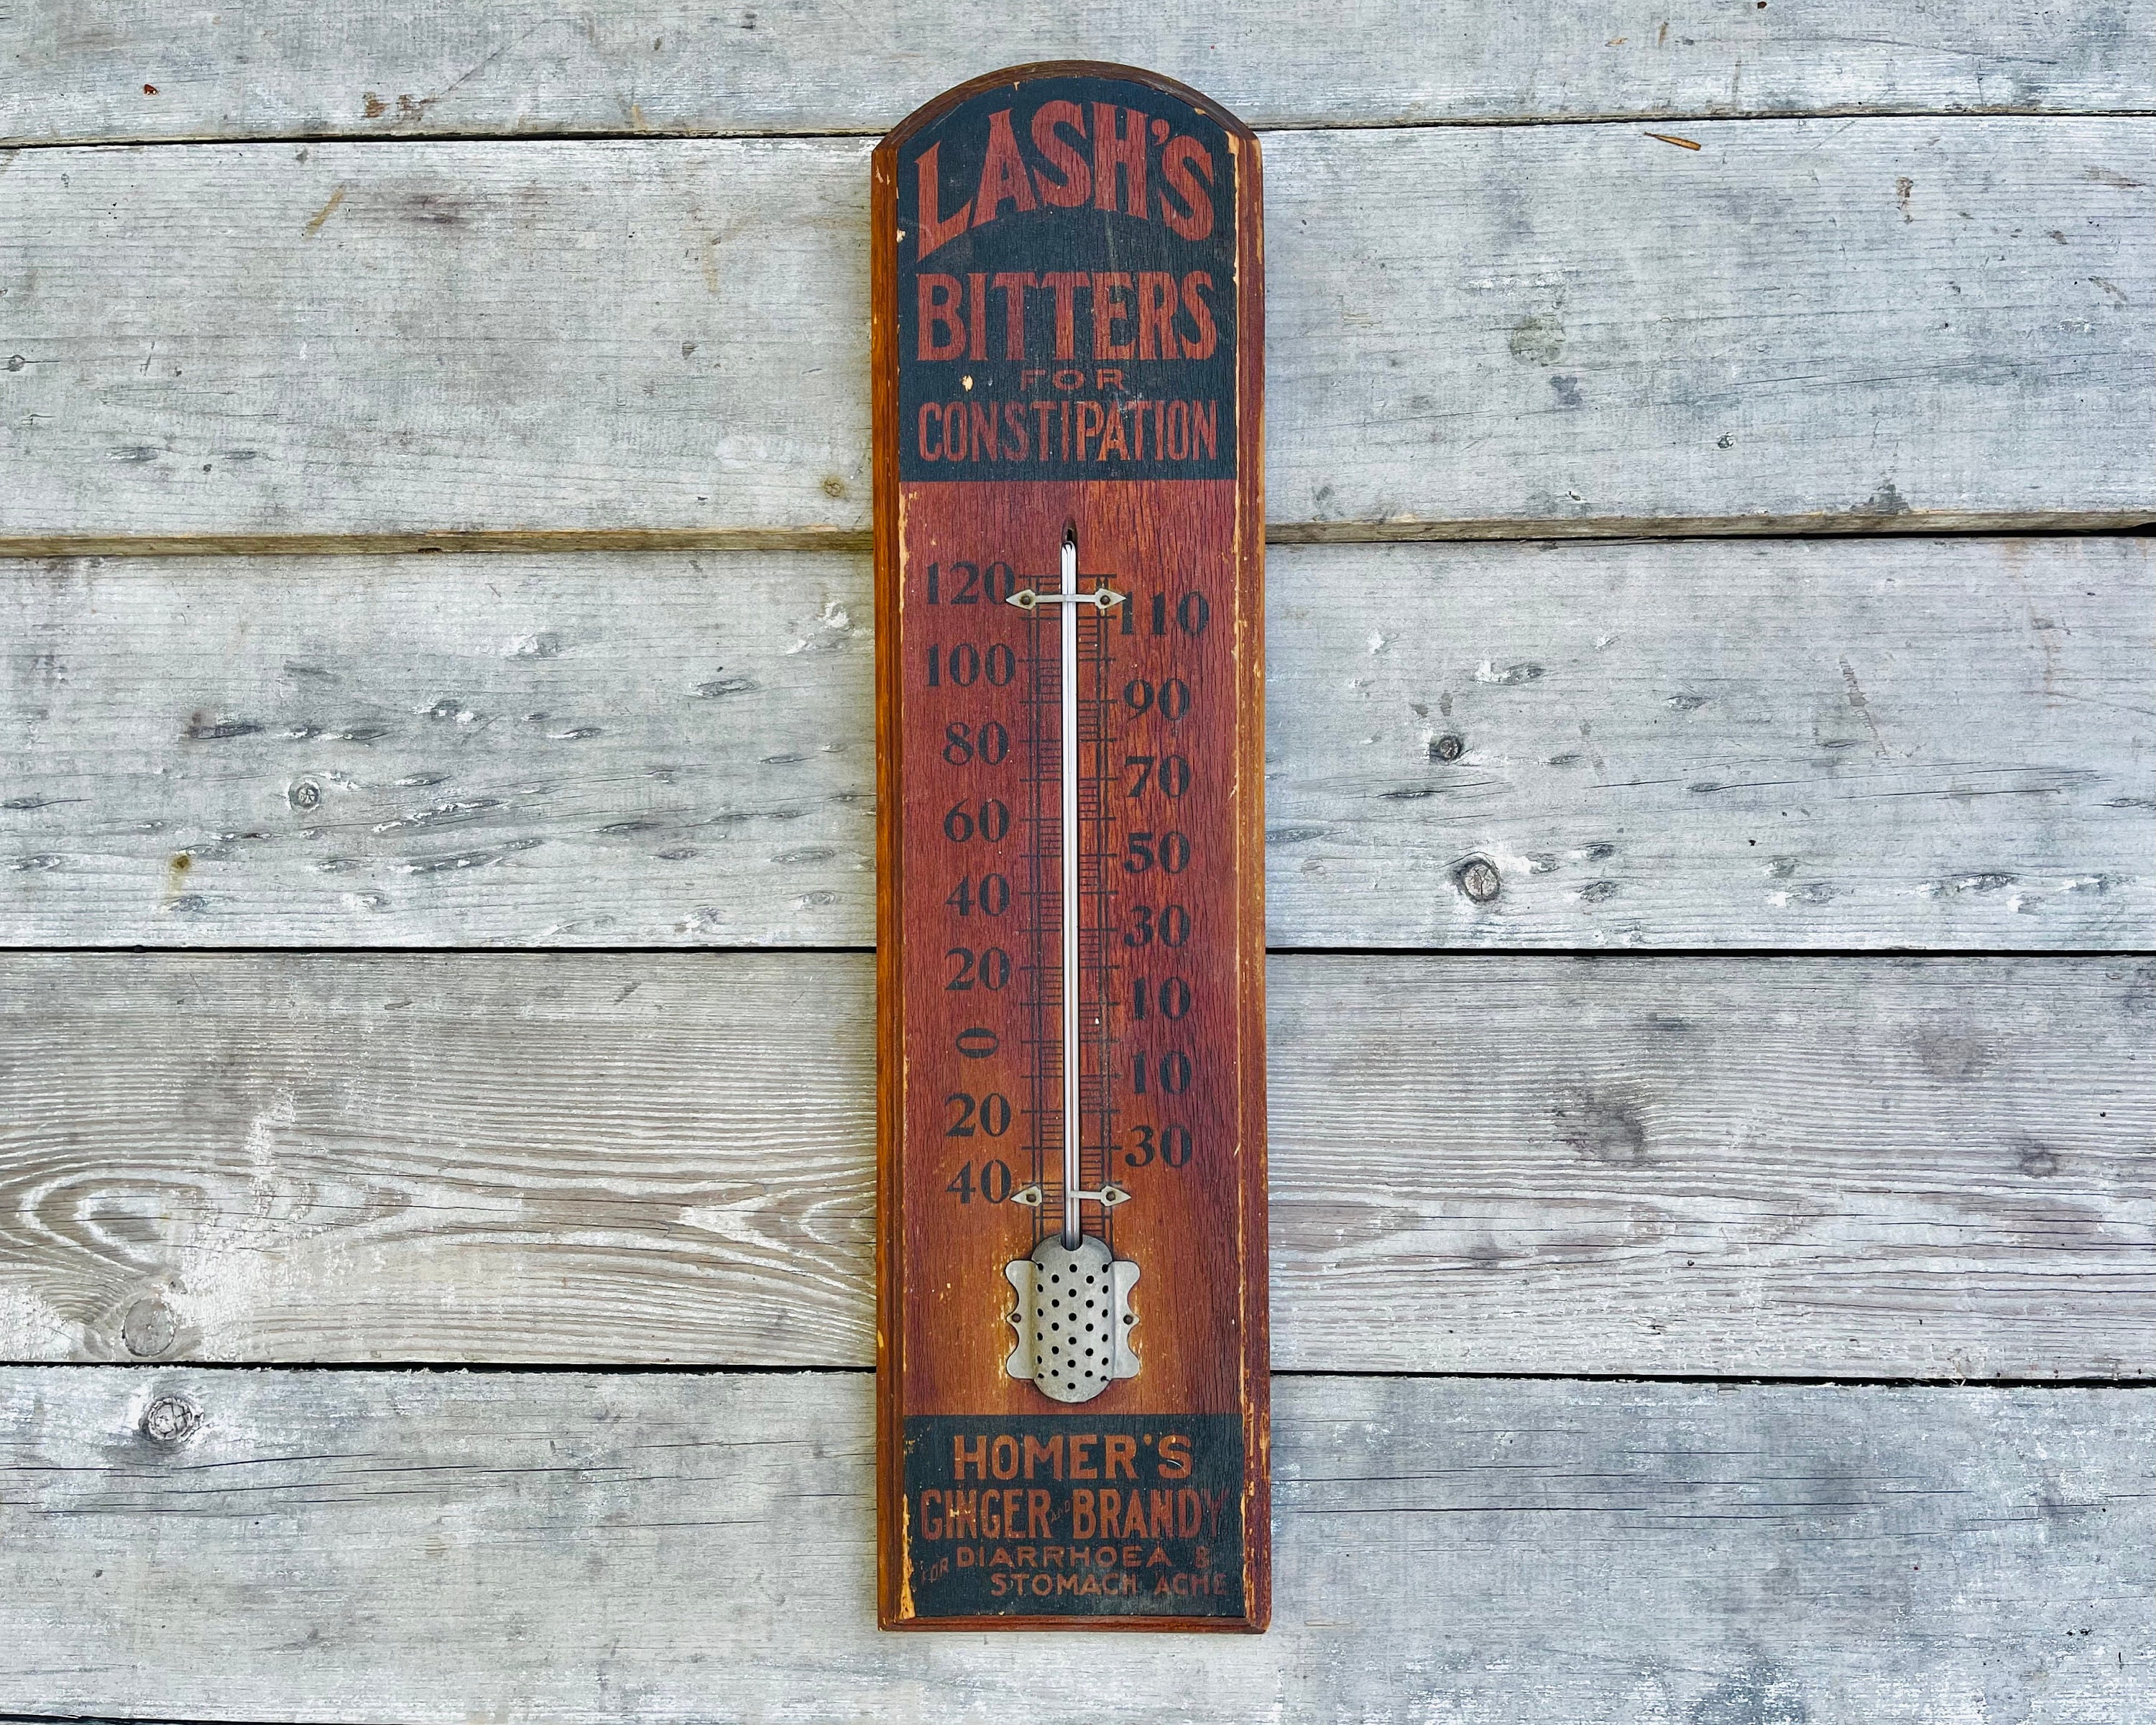 LASH'S
BITTERS
FOR
CONSTIPATION
120
110
100
90
80
70
60
50
40
30
20
10
0
10
20
30
40
HOMER'S
GINGER AND BRANDY
FOR DIARRHOEA &
STOMACH ACHE